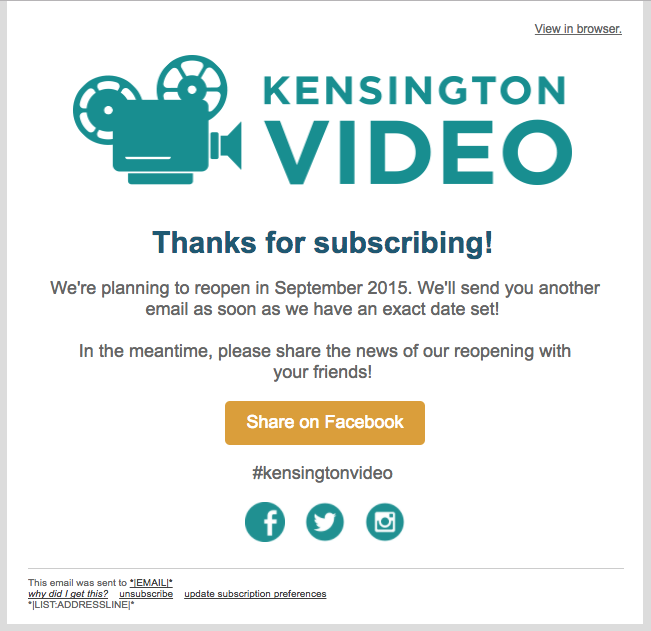 View in browser.
KENSINGTON
VIDEO
Thanks for subscribing!
We're planning to reopen in September 2015. We'll send you another
email as soon as we have an exact date set!
In the meantime, please share the news of our reopening with
your friends!
Share on Facebook
#kensingtonvideo
This email was sent to *|EMAIL|*
why did I get this? unsubscribe update subscription preferences
*|LIST:ADDRESSLINE|*